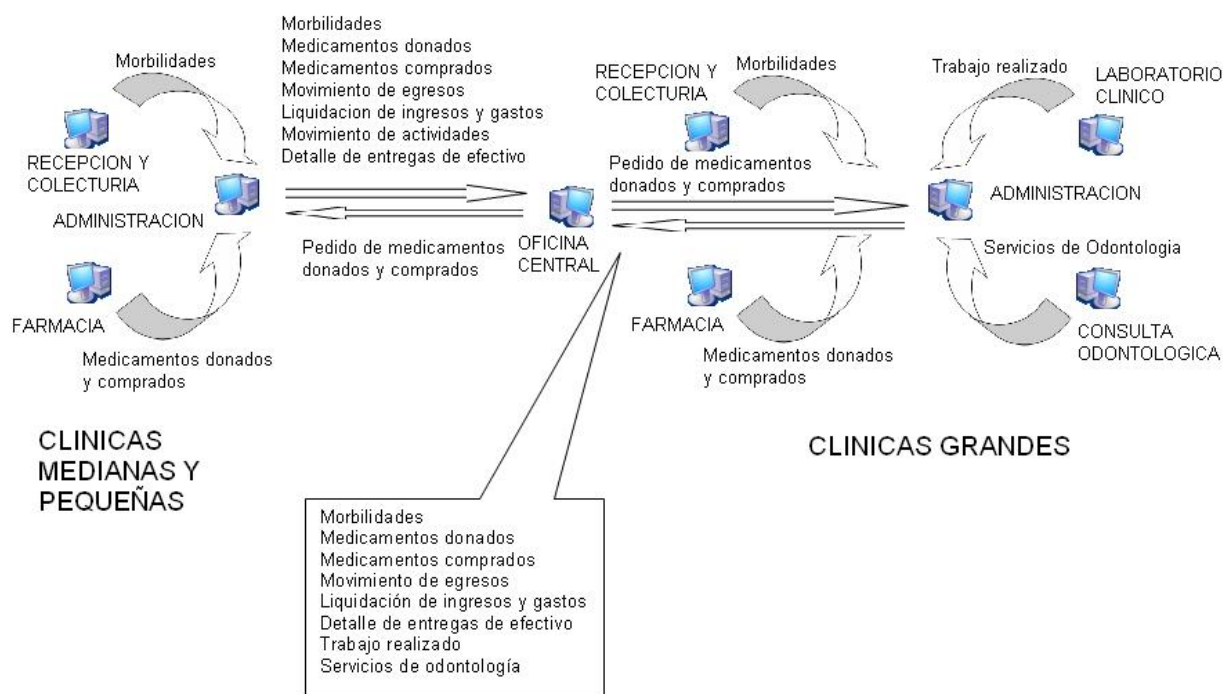 Morbilidades
RECEPCION Y
COLECTURIA
ADMINISTRACION
FARMACIA
Medicamentos donados
y comprados
CLINICAS
MEDIANAS Y
PEQUEÑAS
Morbilidades
Medicamentos donados
Medicamentos comprados
Movimiento de egresos
Liquidacion de ingresos y gastos
Movimiento de actividades
Detalle de entregas de efectivo
Pedido de medicamentos
donados y comprados
OFICINA
CENTRAL
RECEPCION Y
COLECTURIA
Morbilidades
Pedido de medicamentos
donados y comprados
FARMACIA
Medicamentos donados
y comprados
Trabajo realizado
LABORATORIO
CLINICO
ADMINISTRACION
Servicios de Odontologia
CONSULTA
ODONTOLOGICA
CLINICAS GRANDES
Morbilidades
Medicamentos donados
Medicamentos comprados
Movimiento de egresos
Liquidación de ingresos y gastos
Detalle de entregas de efectivo
Trabajo realizado
Servicios de odontología